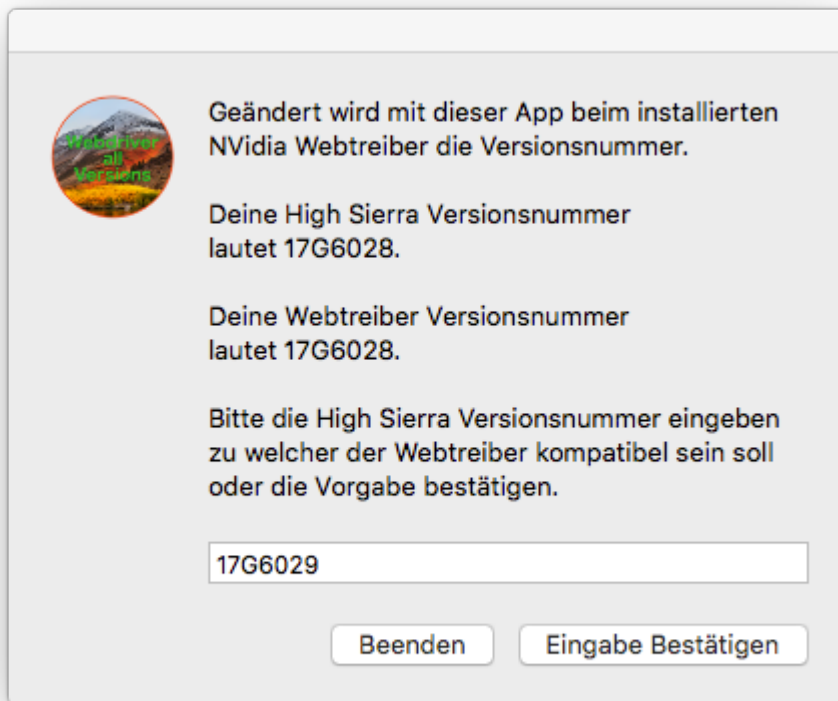 Webdriver
all
Versions
Geändert wird mit dieser App beim installierten
NVidia Webtreiber die Versionsnummer.
Deine High Sierra Versionsnummer
lautet 17G6028.
Deine Webtreiber Versionsnummer
lautet 17G6028.
Bitte die High Sierra Versionsnummer eingeben
zu welcher der Webtreiber kompatibel sein soll
oder die Vorgabe bestätigen.
17G6029
Beenden
Eingabe Bestätigen